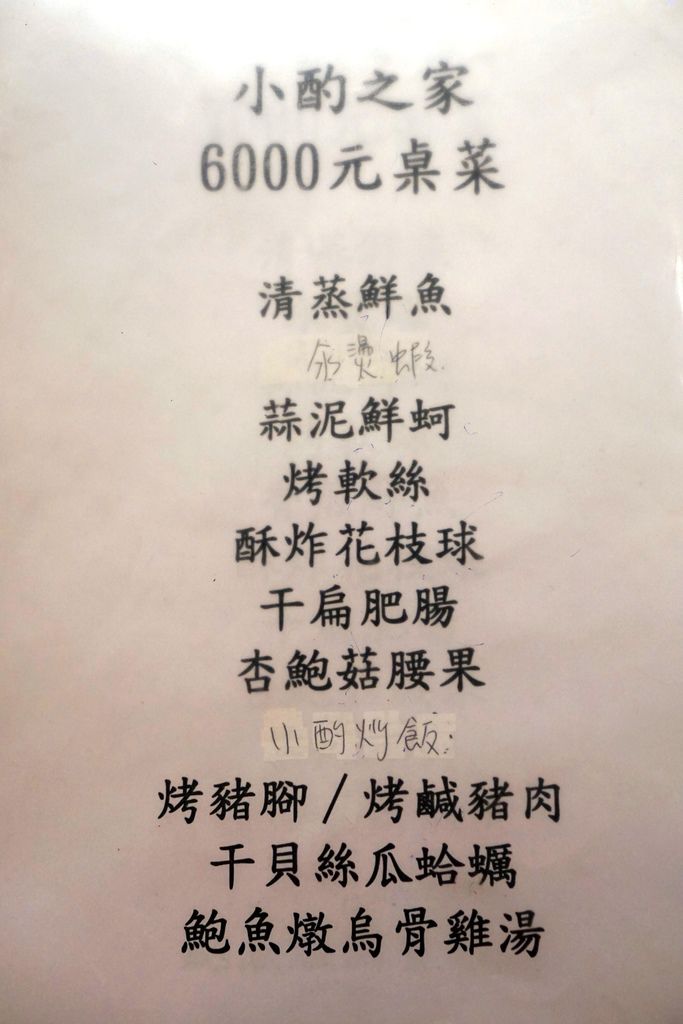 小酌之家
6000元桌菜
清蒸鮮魚
汆燙蝦
蒜泥鮮蚵
烤軟絲
酥炸花枝球
干扁肥腸
杏鮑菇腰果
小酌炒飯
烤豬腳/烤鹹豬肉
干貝絲瓜蛤蠣
鮑魚燉烏骨雞湯